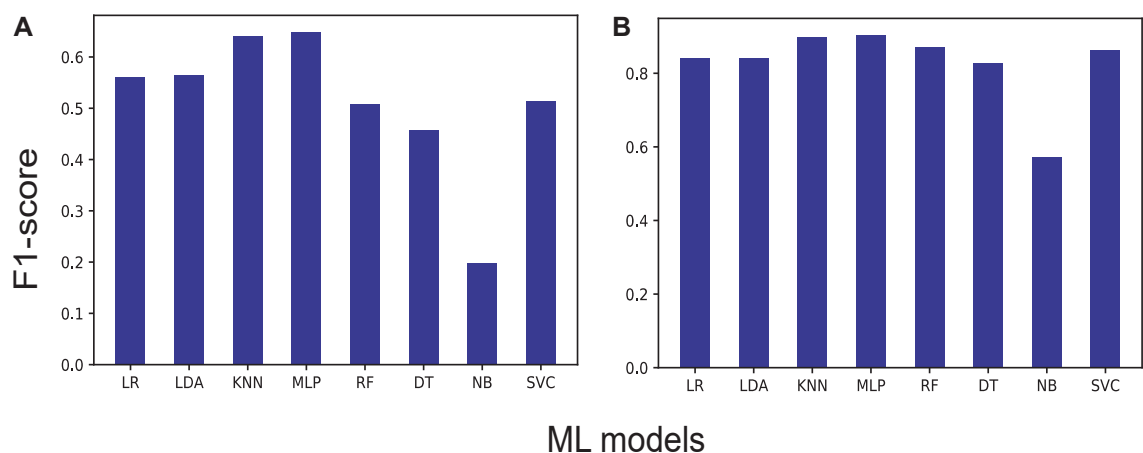 A
F1-score
0.6
0.5
0.4
0.3
0.2
0.1
0.0
LR LDA KNN MLP RF DT NB SVC
B
0.8
0.6
0.4
0.2
0.0
LR LDA KNN MLP RF DT NB SVC
ML models